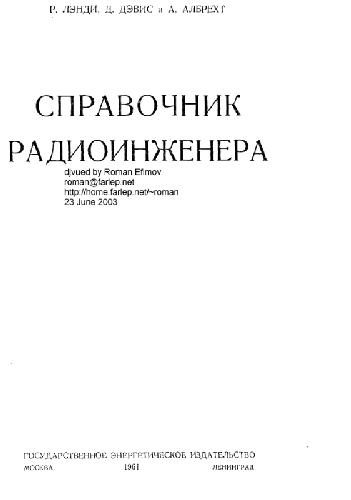 Р. ЛЭНДИ, Д. ДЭВИС и А. АЛБРЕХТ
СПРАВОЧНИК
РАДИОИНЖЕНЕРА
djvued by Roman Efimov
roman@farlep.net
http://home.farlep.net/~roman
23 June 2003
ГОСУДАРСТВЕННОЕ ЭНЕРГЕТИЧЕСКОЕ ИЗДАТЕЛЬСТВО
МОСКВА 1961 ЛЕНИНГРАД